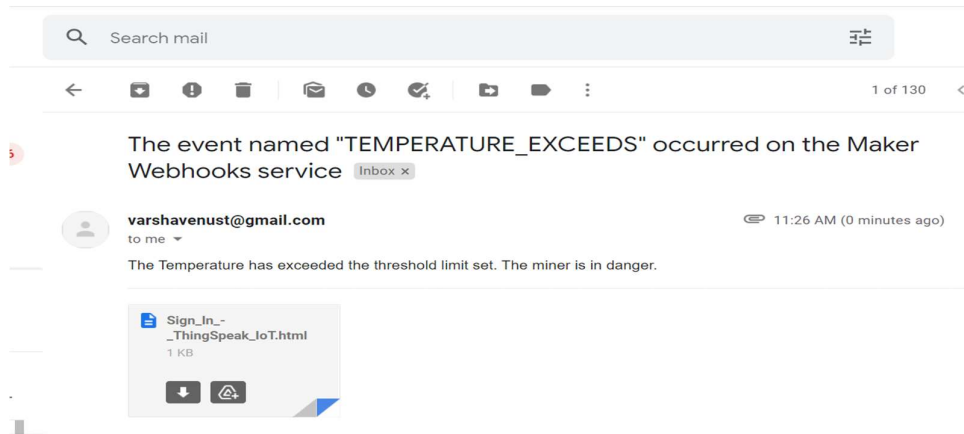 Search mail
1 of 130
The event named "TEMPERATURE_EXCEEDS" occurred on the Maker
Webhooks service Inbox x
varshavenust@gmail.com 11:26 AM (0 minutes ago)
to me
The Temperature has exceeded the threshold limit set. The miner is in danger.
Sign_In_-
_ThingSpeak_IoT.html
1 KB